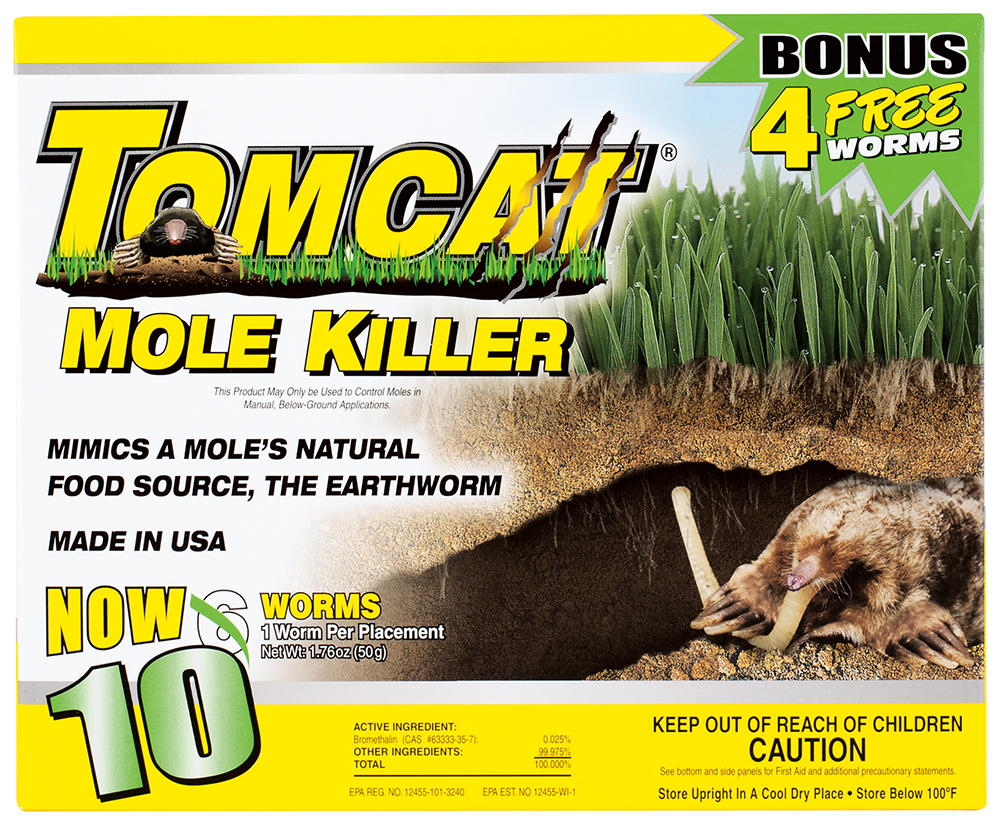 BONUS
4 FREE
WORMS
TOMCAT®
MOLE KILLER
This Product May Only be Used to Control Moles in
Manual, Below-Ground Applications.
MIMICS A MOLE'S NATURAL
FOOD SOURCE, THE EARTHWORM
MADE IN USA
NOW 6 WORMS
10
1 Worm Per Placement
Net Wt: 1.76oz (50g)
ACTIVE INGREDIENT:
Bromethalin (CAS #63333-35-7): 0.025%
OTHER INGREDIENTS: 99.975%
TOTAL 100.000%
EPA REG. NO. 12455-101-3240 EPA EST. NO 12455-WI-1
KEEP OUT OF REACH OF CHILDREN
CAUTION
See bottom and side panels for First Aid and additional precautionary statements.
Store Upright In A Cool Dry Place • Store Below 100°F